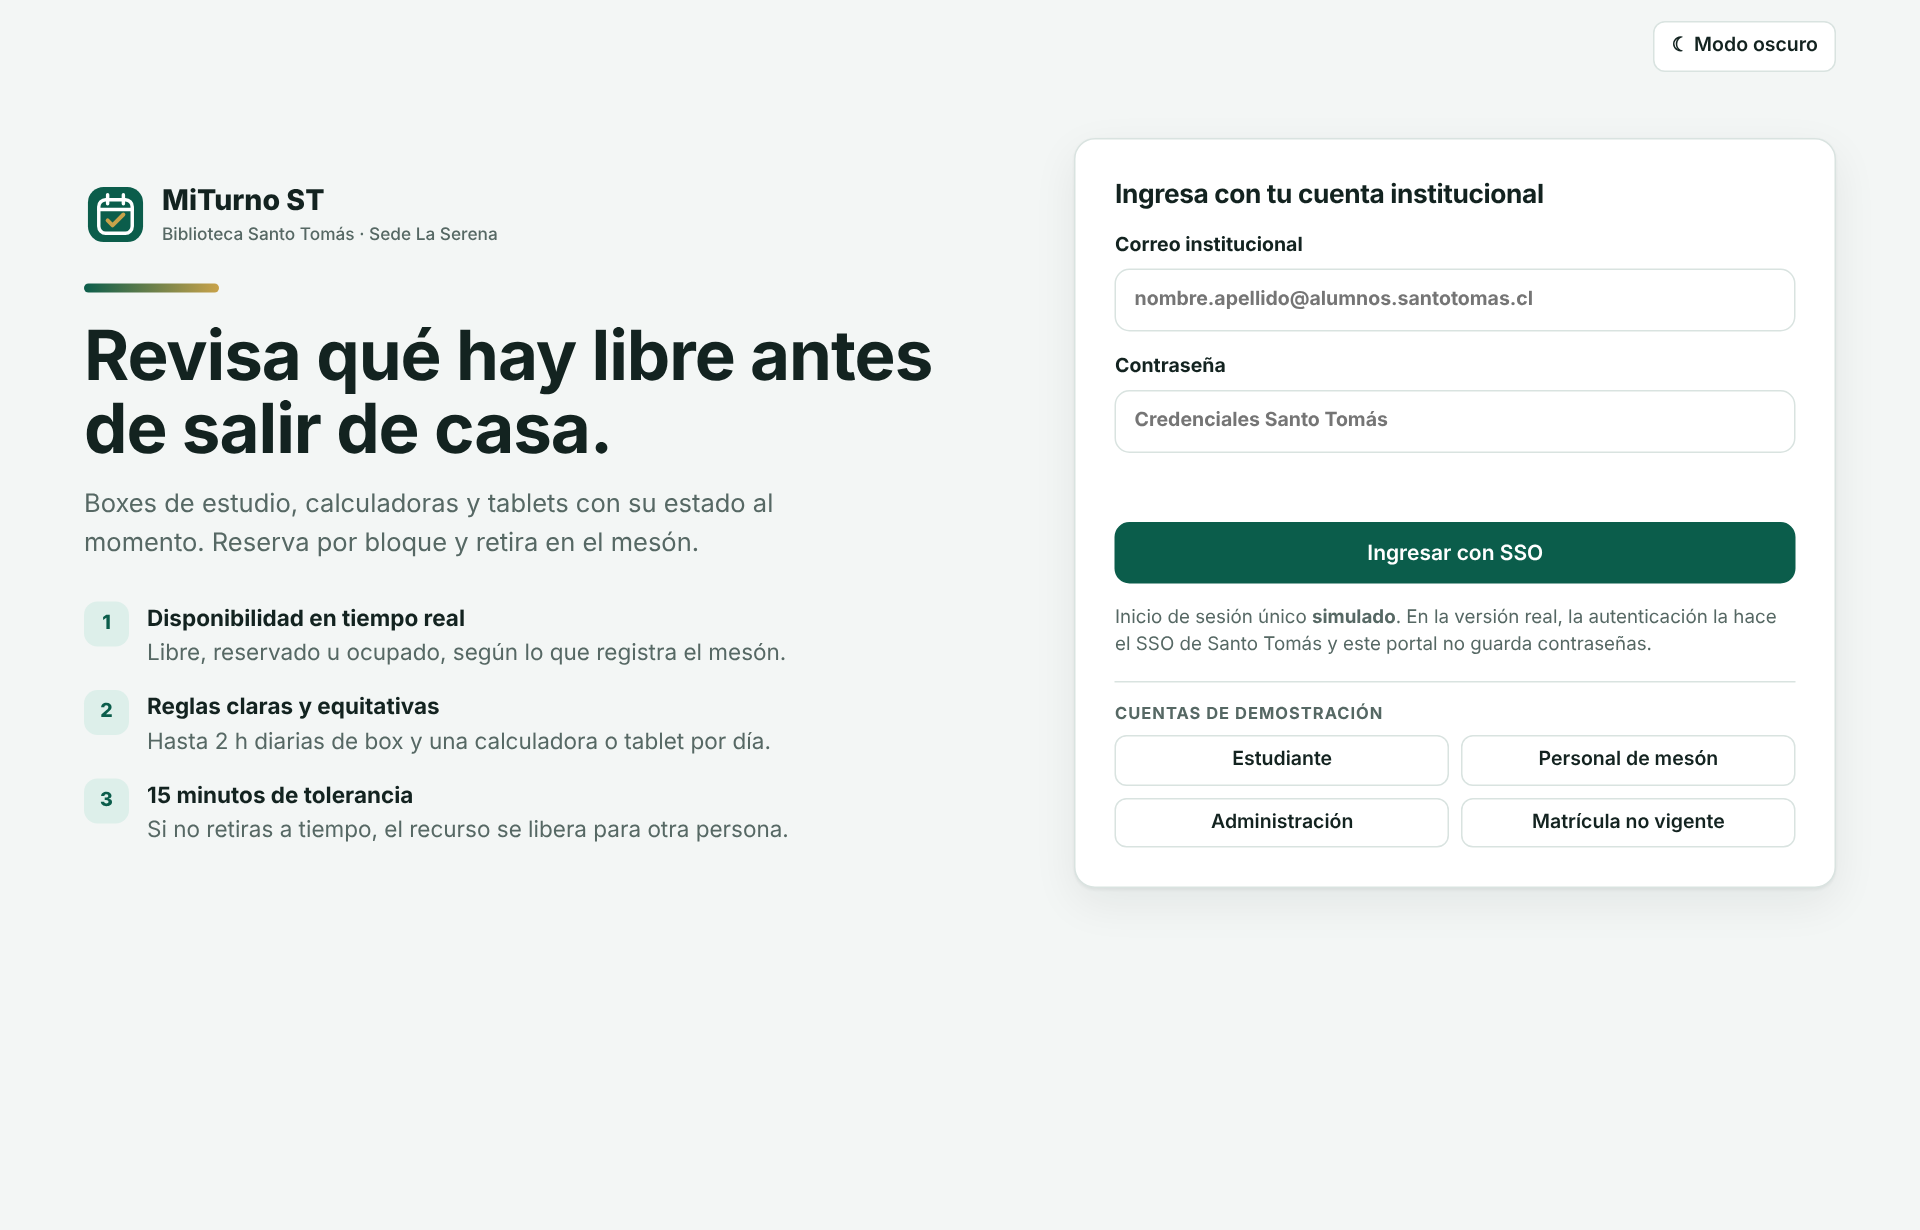 ☾ Modo oscuro
MiTurno ST
Biblioteca Santo Tomás · Sede La Serena
Revisa qué hay libre antes
de salir de casa.
Boxes de estudio, calculadoras y tablets con su estado al
momento. Reserva por bloque y retira en el mesón.
1
Disponibilidad en tiempo real
Libre, reservado u ocupado, según lo que registra el mesón.
2
Reglas claras y equitativas
Hasta 2 h diarias de box y una calculadora o tablet por día.
3
15 minutos de tolerancia
Si no retiras a tiempo, el recurso se libera para otra persona.
Ingresa con tu cuenta institucional
Correo institucional
nombre.apellido@alumnos.santotomas.cl
Contraseña
Credenciales Santo Tomás
Ingresar con SSO
Inicio de sesión único simulado. En la versión real, la autenticación la hace
el SSO de Santo Tomás y este portal no guarda contraseñas.
CUENTAS DE DEMOSTRACIÓN
Estudiante
Personal de mesón
Administración
Matrícula no vigente